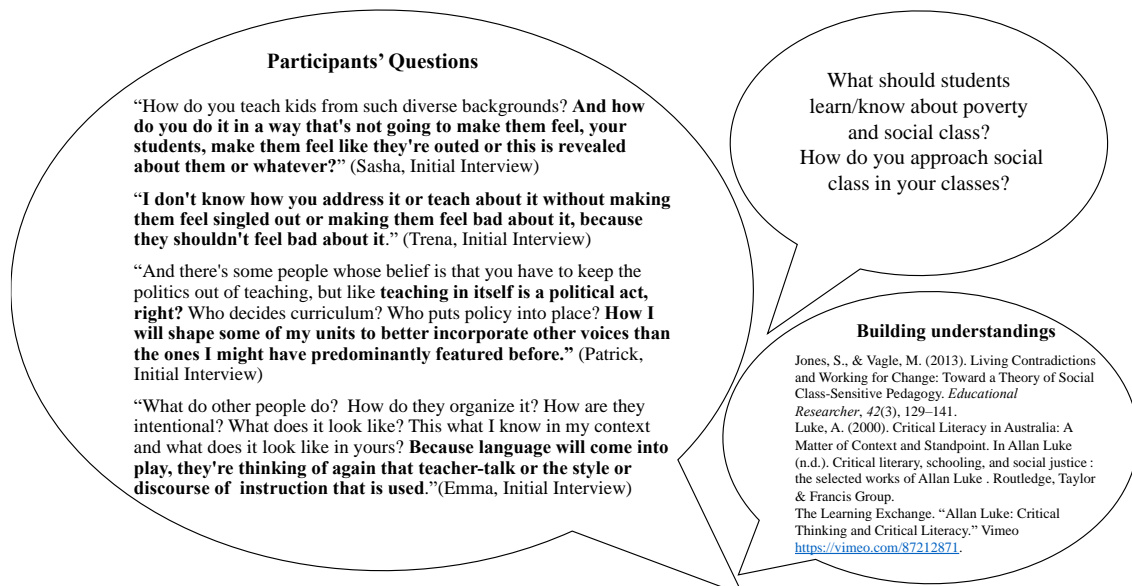 Participants’ Questions
“How do you teach kids from such diverse backgrounds? And how
do you do it in a way that's not going to make them feel, your
students, make them feel like they're outed or this is revealed
about them or whatever?” (Sasha, Initial Interview)
“I don't know how you address it or teach about it without making
them feel singled out or making them feel bad about it, because
they shouldn't feel bad about it.” (Trena, Initial Interview)
“And there's some people whose belief is that you have to keep the
politics out of teaching, but like teaching in itself is a political act,
right? Who decides curriculum? Who puts policy into place? How I
will shape some of my units to better incorporate other voices than
the ones I might have predominantly featured before.” (Patrick,
Initial Interview)
“What do other people do?  How do they organize it? How are they
intentional? What does it look like? This what I know in my context
and what does it look like in yours? Because language will come into
play, they're thinking of again that teacher-talk or the style or
discourse of  instruction that is used.”(Emma, Initial Interview)
What should students
learn/know about poverty
and social class?
How do you approach social
class in your classes?
Building understandings
Jones, S., & Vagle, M. (2013). Living Contradictions
and Working for Change: Toward a Theory of Social
Class-Sensitive Pedagogy. Educational
Researcher, 42(3), 129–141.
Luke, A. (2000). Critical Literacy in Australia: A
Matter of Context and Standpoint. In Allan Luke
(n.d.). Critical literary, schooling, and social justice :
the selected works of Allan Luke . Routledge, Taylor
& Francis Group.
The Learning Exchange. “Allan Luke: Critical
Thinking and Critical Literacy.” Vimeo
https://vimeo.com/87212871.